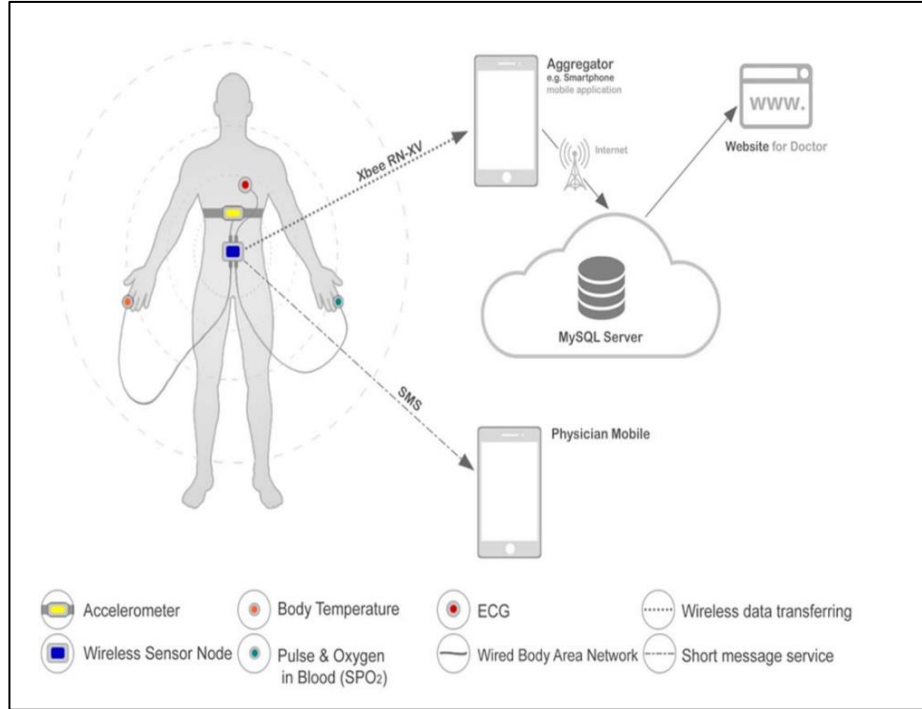 Aggregator
e.g. Smartphone
mobile application
WWW.
Website for Doctor
Xbee RN-XV
Internet
MySQL Server
SMS
Physician Mobile
Accelerometer
Body Temperature
ECG
Wireless data transferring
Wireless Sensor Node
Pulse & Oxygen
in Blood (SPO₂)
Wired Body Area Network
Short message service